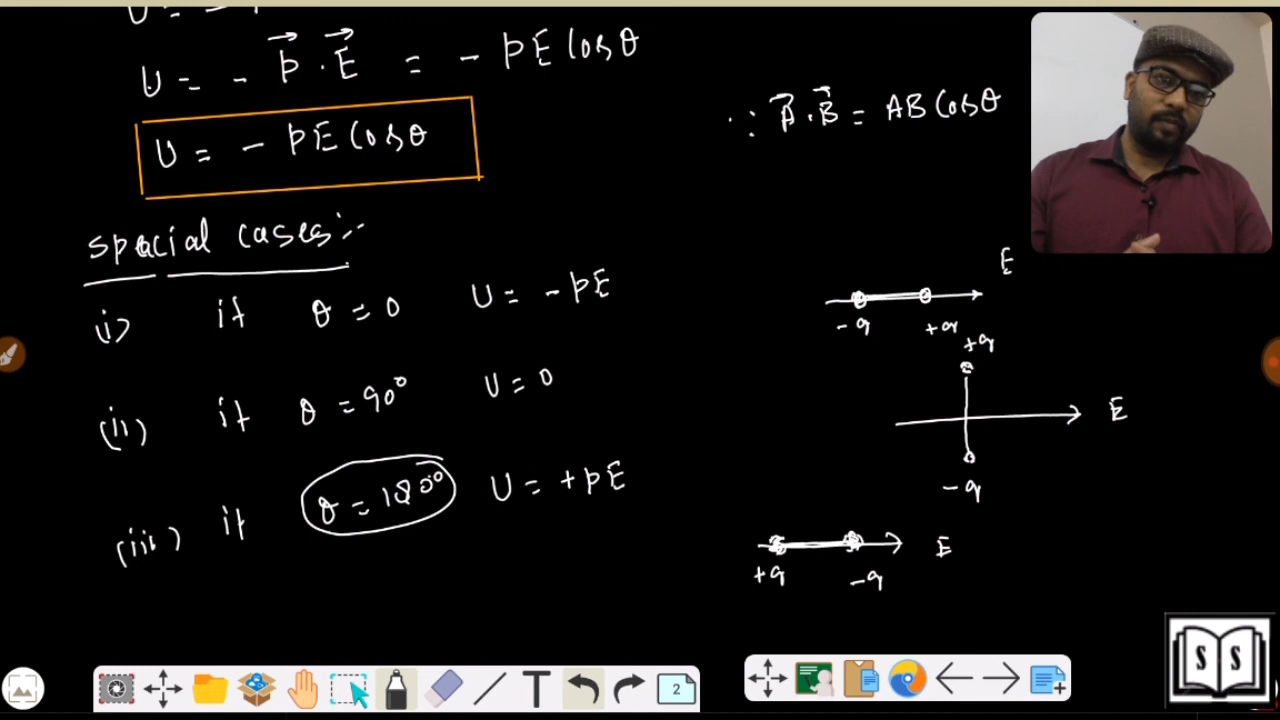 U = - p⃗ . E⃗ = - pE Cosθ
U = - pE Cosθ
∵ A⃗ . B⃗ = AB Cosθ
special cases :-
(i) if θ = 0 U = - pE
E
-q +q
(ii) if θ = 90° U = 0
+q
E
-q
(iii) if θ = 180° U = + pE
E
+q -q
2
S S